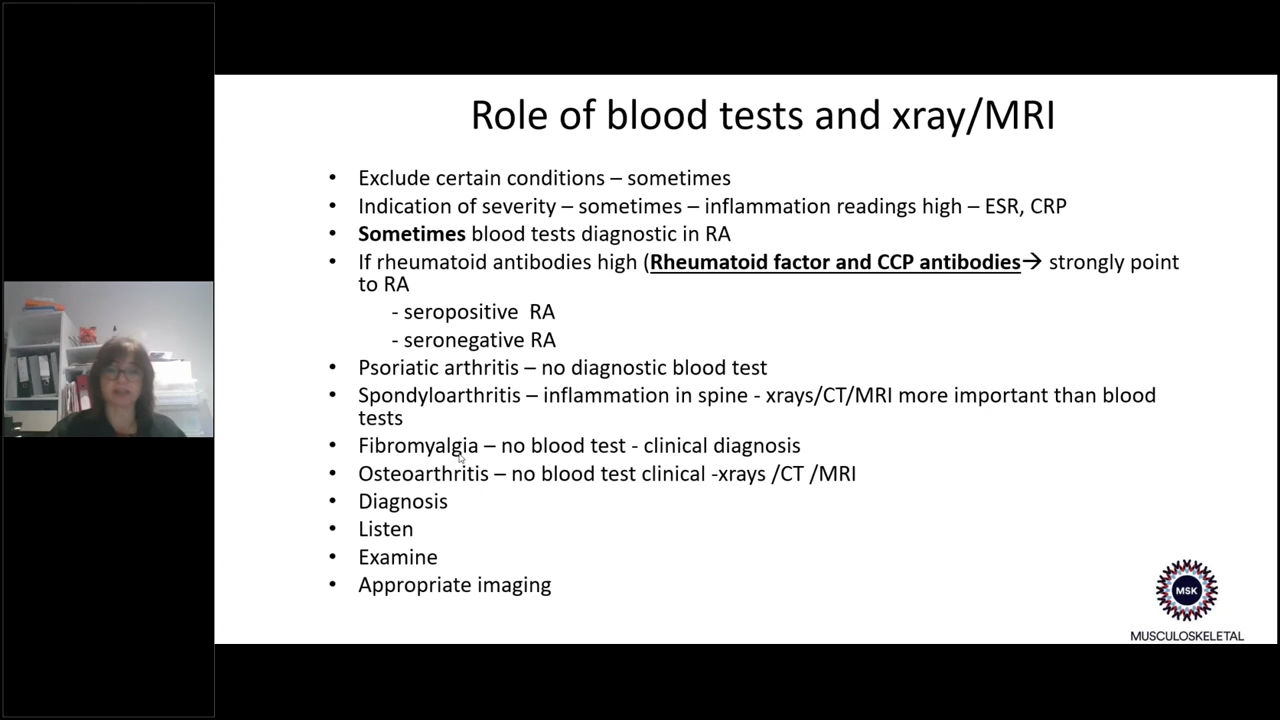 Role of blood tests and xray/MRI
• Exclude certain conditions – sometimes
• Indication of severity – sometimes – inflammation readings high – ESR, CRP
• Sometimes blood tests diagnostic in RA
• If rheumatoid antibodies high (Rheumatoid factor and CCP antibodies→ strongly point
to RA
- seropositive RA
- seronegative RA
• Psoriatic arthritis – no diagnostic blood test
• Spondyloarthritis – inflammation in spine - xrays/CT/MRI more important than blood
tests
• Fibromyalgia – no blood test - clinical diagnosis
• Osteoarthritis – no blood test clinical -xrays /CT /MRI
• Diagnosis
• Listen
• Examine
• Appropriate imaging
MSK
MUSCULOSKELETAL